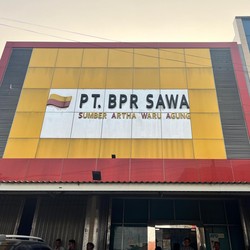 PT. BPR SAWA
SUMBER ARTHA WARU AGUNG